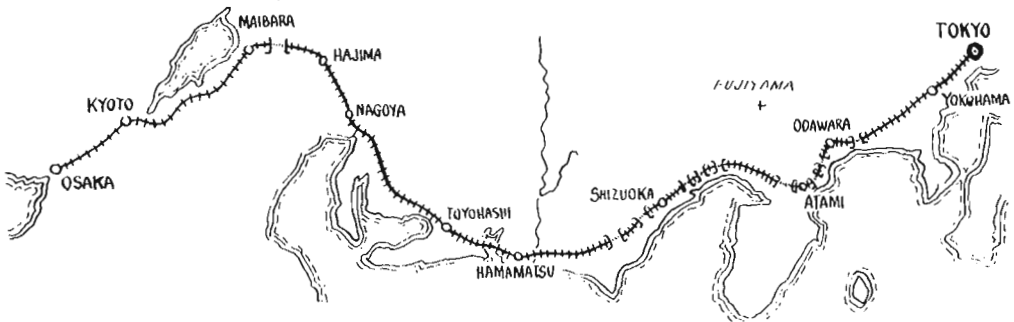 MAIBARA
TOKYO
HAJIMA
FUJIYAMA
KYOTO
NAGOYA
YOKOHAMA
ODAWARA
OSAKA
SHIZUOKA
ATAMI
TOYOHASHI
HAMAMATSU